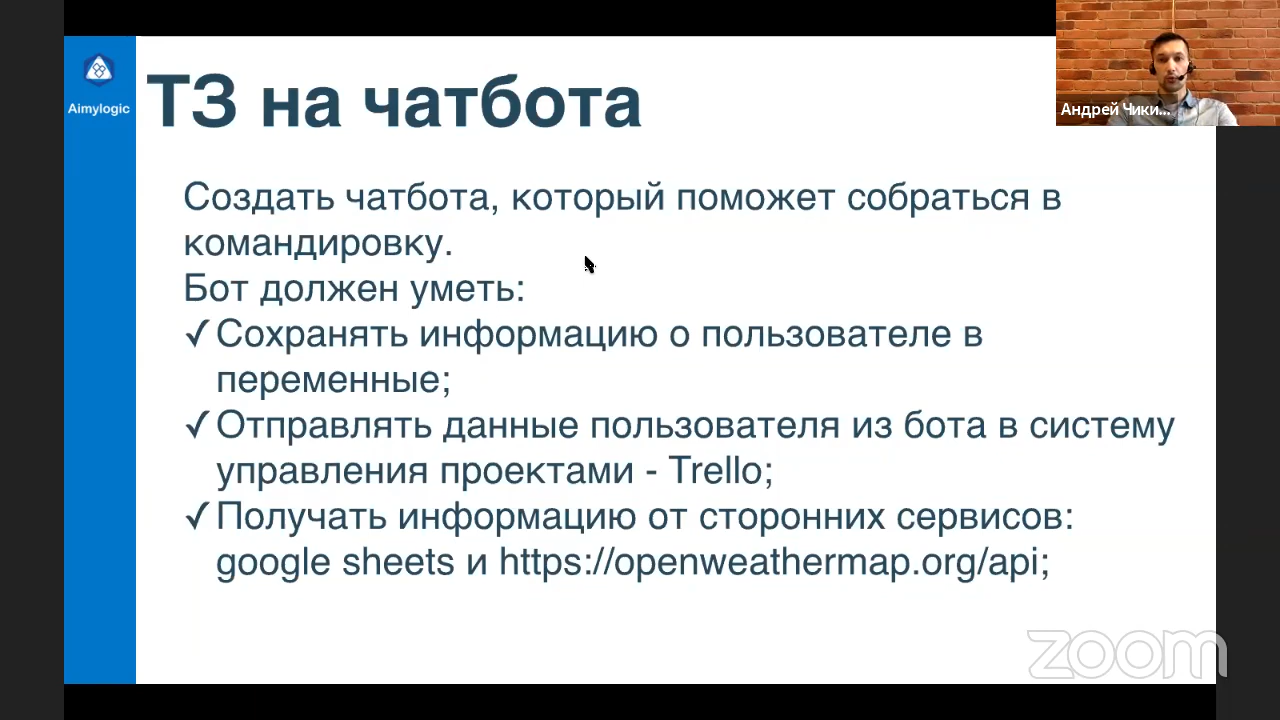 Aimylogic
ТЗ на чатбота
Андрей Чики...
Создать чатбота, который поможет собраться в
командировку.
Бот должен уметь:
✓Сохранять информацию о пользователе в
переменные;
✓Отправлять данные пользователя из бота в систему
управления проектами - Trello;
✓Получать информацию от сторонних сервисов:
google sheets и https://openweathermap.org/api;
zoom